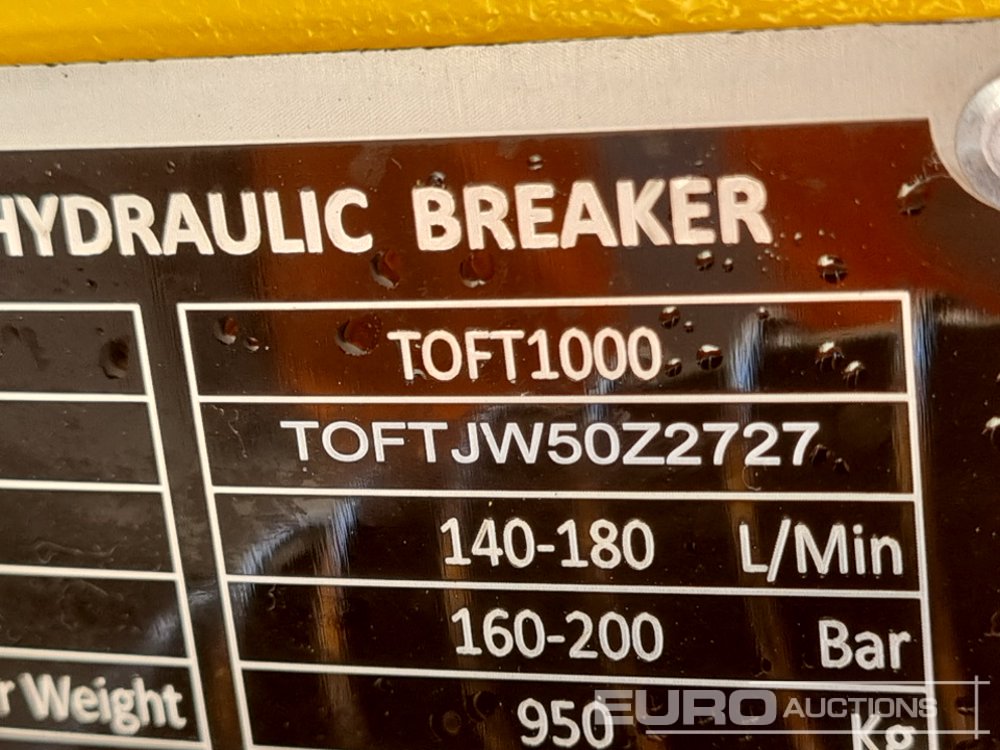 HYDRAULIC BREAKER
TOFT1000
TOFTJW50Z2727
140-180 L/Min
160-200 Bar
r Weight 950 Kg
EURO AUCTIONS